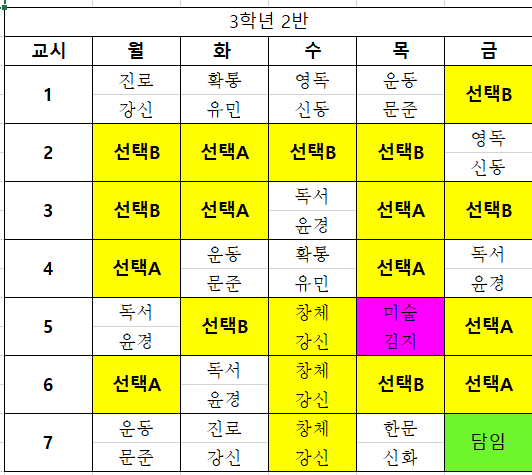 3학년 2반
교시 월 화 수 목 금
1 진로 확통 영독 운동 선택B
강신 유민 신동 문준
2 선택B 선택A 선택B 선택B 영독
신동
3 선택B 선택A 독서 선택A 선택B
윤경
4 선택A 운동 확통 선택A 독서
문준 유민 윤경
5 독서 선택B 창체 미술 선택A
윤경 강신 김지
6 선택A 독서 창체 선택B 선택A
윤경 강신
7 운동 진로 창체 한문 담임
문준 강신 강신 신화